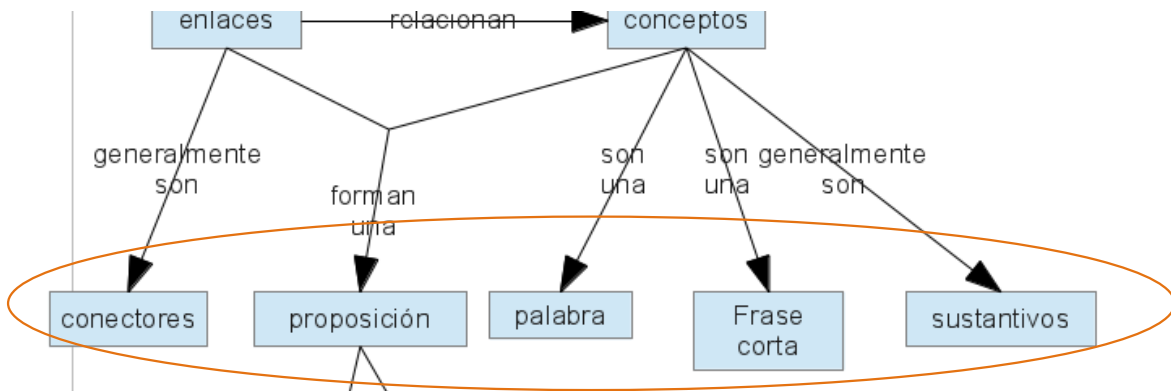 enlaces
relacionan
conceptos
generalmente
son
forman
una
son
una
son
una
generalmente
son
conectores
proposición
palabra
Frase
corta
sustantivos